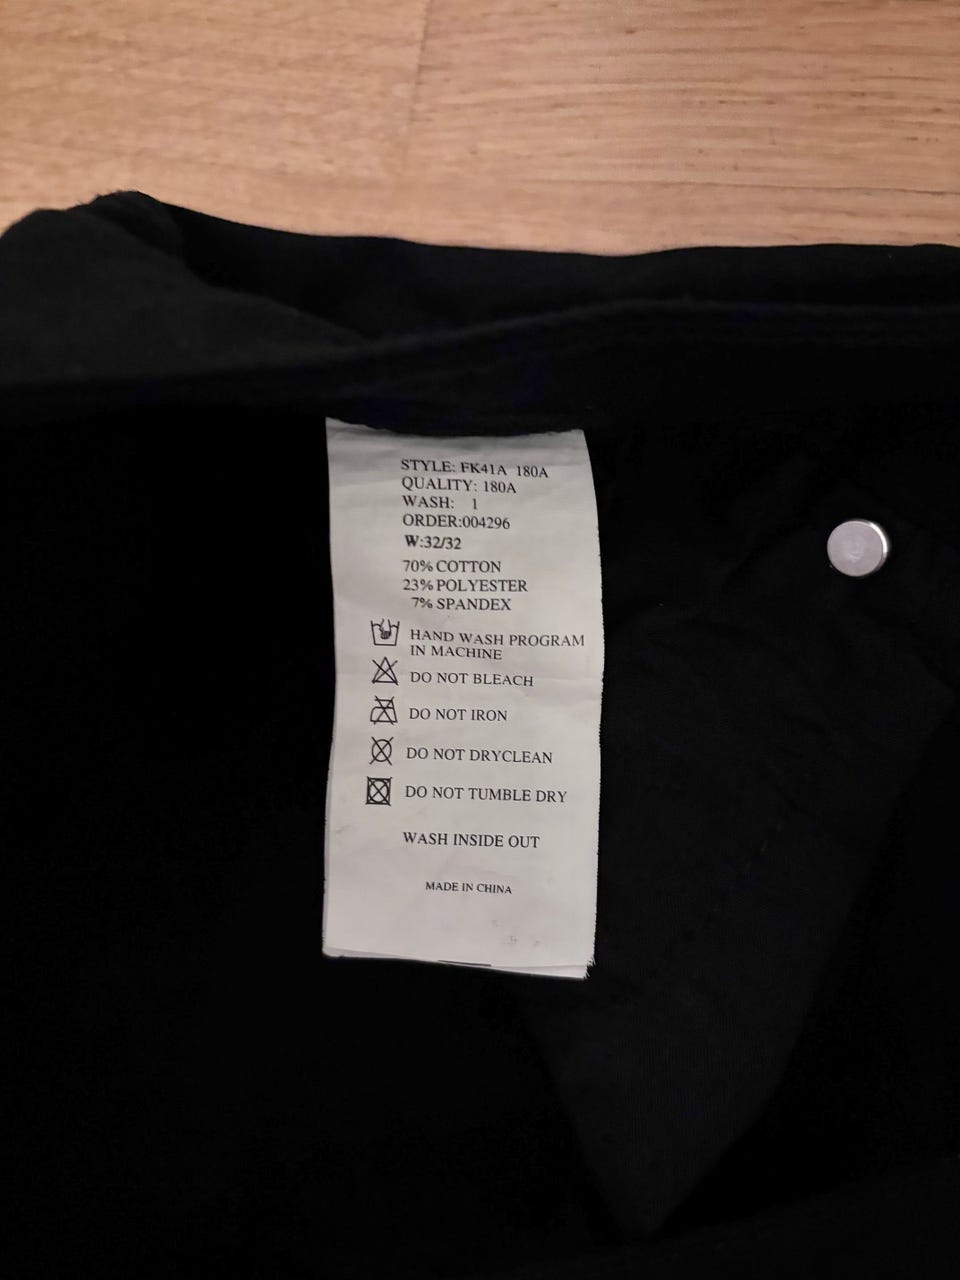 STYLE: FK41A 180A
QUALITY: 180A
WASH: 1
ORDER:004296
W:32/32
70% COTTON
23% POLYESTER
7% SPANDEX
HAND WASH PROGRAM
IN MACHINE
DO NOT BLEACH
DO NOT IRON
DO NOT DRYCLEAN
DO NOT TUMBLE DRY
WASH INSIDE OUT
MADE IN CHINA